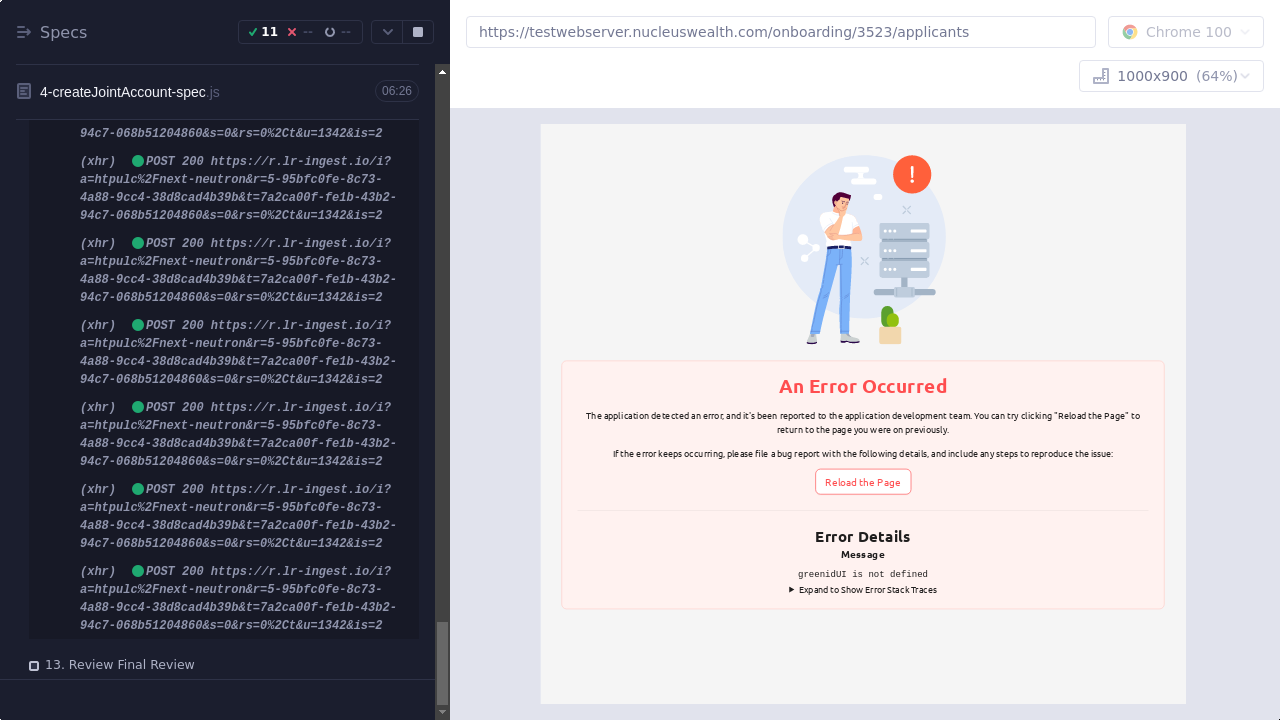 Specs
11
--
--
4-createJointAccount-spec.js
06:26
94c7-068b51204860&s=0&rs=0%2Ct&u=1342&is=2
(xhr) POST 200 https://r.lr-ingest.io/i?
a=htpulc%2Fnext-neutron&r=5-95bfc0fe-8c73-
4a88-9cc4-38d8cad4b39b&t=7a2ca00f-fe1b-43b2-
94c7-068b51204860&s=0&rs=0%2Ct&u=1342&is=2
(xhr) POST 200 https://r.lr-ingest.io/i?
a=htpulc%2Fnext-neutron&r=5-95bfc0fe-8c73-
4a88-9cc4-38d8cad4b39b&t=7a2ca00f-fe1b-43b2-
94c7-068b51204860&s=0&rs=0%2Ct&u=1342&is=2
(xhr) POST 200 https://r.lr-ingest.io/i?
a=htpulc%2Fnext-neutron&r=5-95bfc0fe-8c73-
4a88-9cc4-38d8cad4b39b&t=7a2ca00f-fe1b-43b2-
94c7-068b51204860&s=0&rs=0%2Ct&u=1342&is=2
(xhr) POST 200 https://r.lr-ingest.io/i?
a=htpulc%2Fnext-neutron&r=5-95bfc0fe-8c73-
4a88-9cc4-38d8cad4b39b&t=7a2ca00f-fe1b-43b2-
94c7-068b51204860&s=0&rs=0%2Ct&u=1342&is=2
(xhr) POST 200 https://r.lr-ingest.io/i?
a=htpulc%2Fnext-neutron&r=5-95bfc0fe-8c73-
4a88-9cc4-38d8cad4b39b&t=7a2ca00f-fe1b-43b2-
94c7-068b51204860&s=0&rs=0%2Ct&u=1342&is=2
(xhr) POST 200 https://r.lr-ingest.io/i?
a=htpulc%2Fnext-neutron&r=5-95bfc0fe-8c73-
4a88-9cc4-38d8cad4b39b&t=7a2ca00f-fe1b-43b2-
94c7-068b51204860&s=0&rs=0%2Ct&u=1342&is=2
13. Review Final Review
https://testwebserver.nucleuswealth.com/onboarding/3523/applicants
Chrome 100
1000x900 (64%)
!
An Error Occurred
The application detected an error, and it's been reported to the application development team. You can try clicking "Reload the Page" to
return to the page you were on previously.
If the error keeps occurring, please file a bug report with the following details, and include any steps to reproduce the issue:
Reload the Page
Error Details
Message
greenidUI is not defined
Expand to Show Error Stack Traces